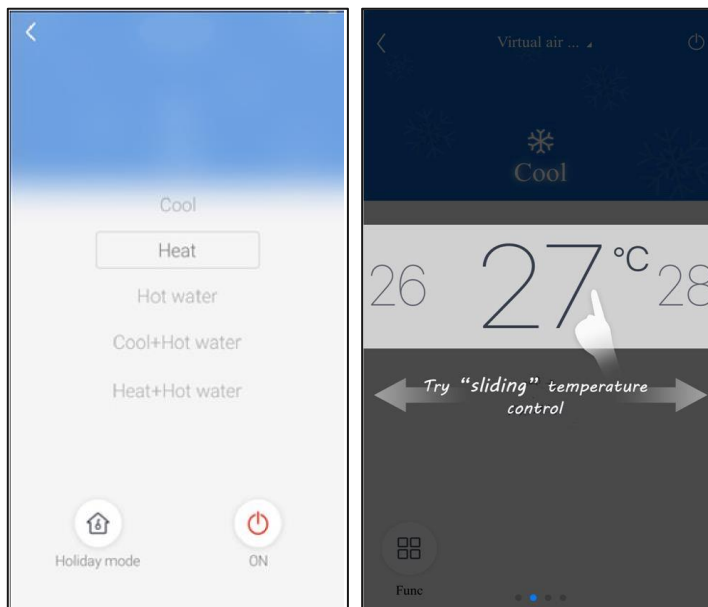 Cool
Heat
Hot water
Cool+Hot water
Heat+Hot water
Holiday mode
ON
Virtual air ...
Cool
26 27°C 28
Try “sliding” temperature
control
Func